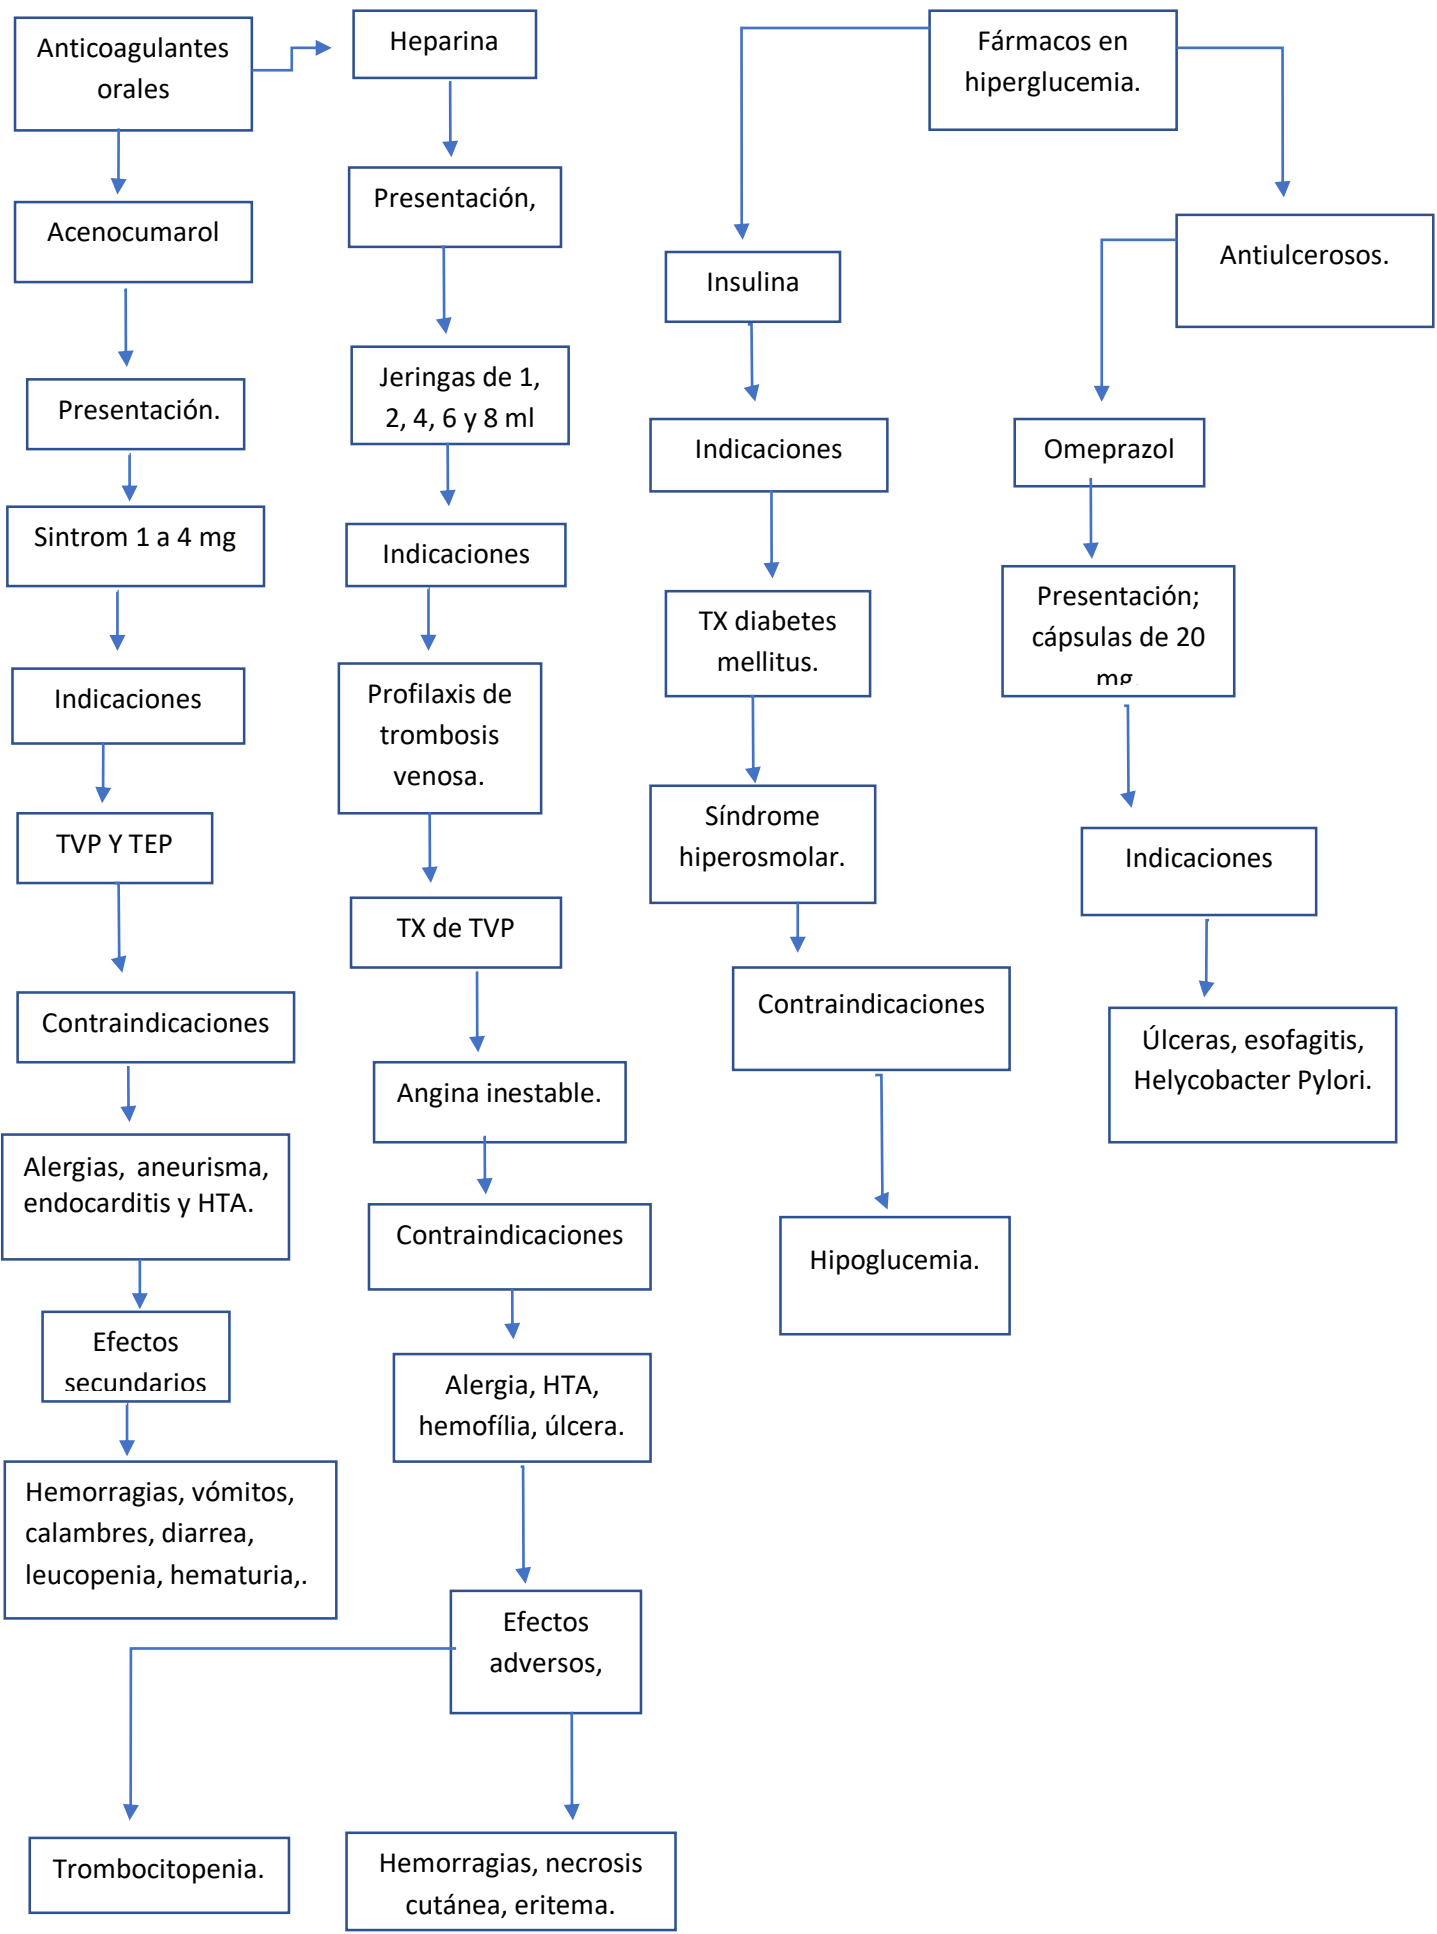 Anticoagulantes
orales
Acenocumarol
Presentación.
Sintrom 1 a 4 mg
Indicaciones
TVP Y TEP
Contraindicaciones
Alergias, aneurisma,
endocarditis y HTA.
Efectos
secundarios
Hemorragias, vómitos,
calambres, diarrea,
leucopenia, hematuria,.
Heparina
Presentación,
Jeringas de 1,
2, 4, 6 y 8 ml
Indicaciones
Profilaxis de
trombosis
venosa.
TX de TVP
Angina inestable.
Contraindicaciones
Alergia, HTA,
hemofília, úlcera.
Efectos
adversos,
Trombocitopenia.
Hemorragias, necrosis
cutánea, eritema.
Fármacos en
hiperglucemia.
Insulina
Indicaciones
TX diabetes
mellitus.
Síndrome
hiperosmolar.
Contraindicaciones
Hipoglucemia.
Antiulcerosos.
Omeprazol
Presentación;
cápsulas de 20
mg.
Indicaciones
Úlceras, esofagitis,
Helycobacter Pylori.